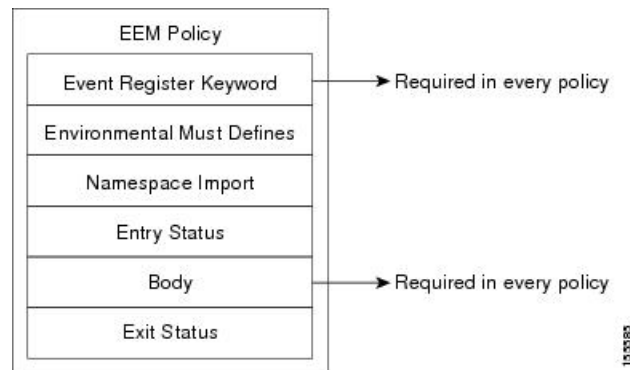 EEM Policy
Event Register Keyword
Required in every policy
Environmental Must Defines
Namespace Import
Entry Status
Body
Required in every policy
Exit Status
155585